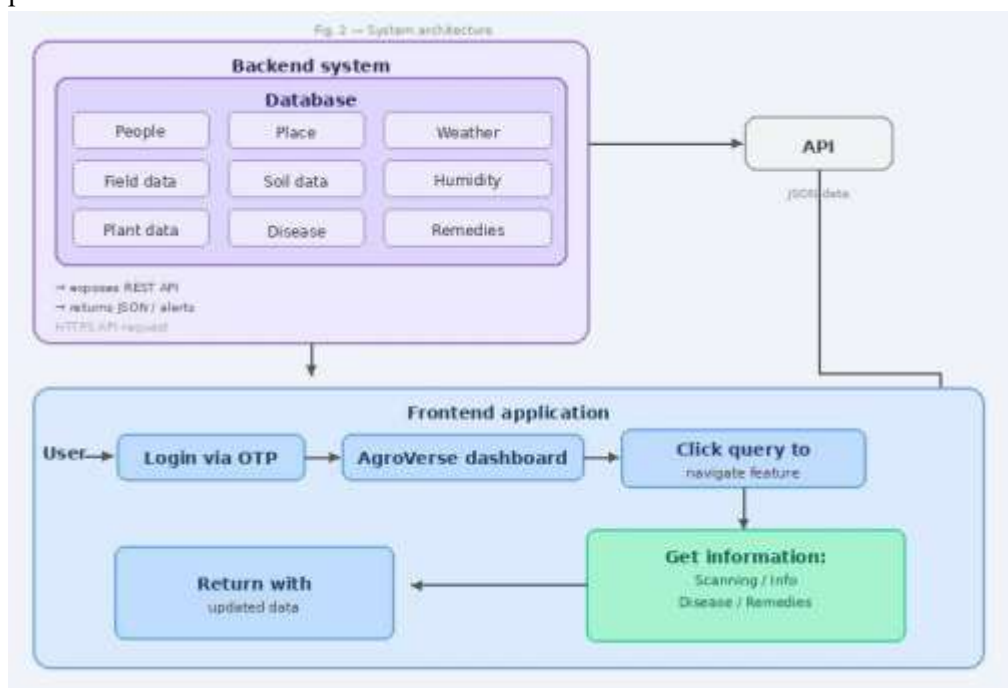 Fig. 2 — System architecture
Backend system
Database
People
Place
Weather
Field data
Soil data
Humidity
Plant data
Disease
Remedies
→ exposes REST API
→ returns JSON / alerts
HTTPS API request
API
JSON data
Frontend application
User
Login via OTP
AgroVerse dashboard
Click query to
navigate feature
Get information:
Scanning / Info
Disease / Remedies
Return with
updated data